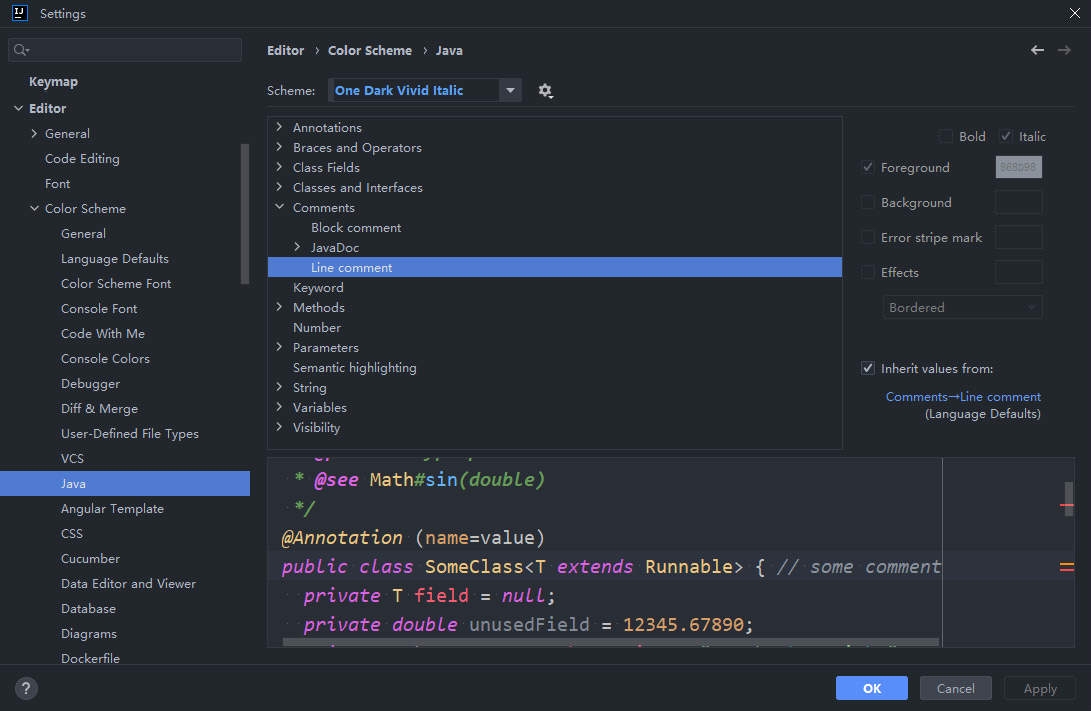 IJ Settings
Editor › Color Scheme › Java
Keymap
Editor
General
Code Editing
Font
Color Scheme
General
Language Defaults
Color Scheme Font
Console Font
Code With Me
Console Colors
Debugger
Diff & Merge
User-Defined File Types
VCS
Java
Angular Template
CSS
Cucumber
Data Editor and Viewer
Database
Diagrams
Dockerfile
Scheme: One Dark Vivid Italic
Annotations
Braces and Operators
Class Fields
Classes and Interfaces
Comments
Block comment
JavaDoc
Line comment
Keyword
Methods
Number
Parameters
Semantic highlighting
String
Variables
Visibility
Bold Italic
Foreground
Background
Error stripe mark
Effects
Bordered
Inherit values from:
Comments→Line comment
(Language Defaults)
* @see Math#sin(double)
*/
@Annotation (name=value)
public class SomeClass<T extends Runnable> { // some comment
private T field = null;
private double unusedField = 12345.67890;
? OK Cancel Apply